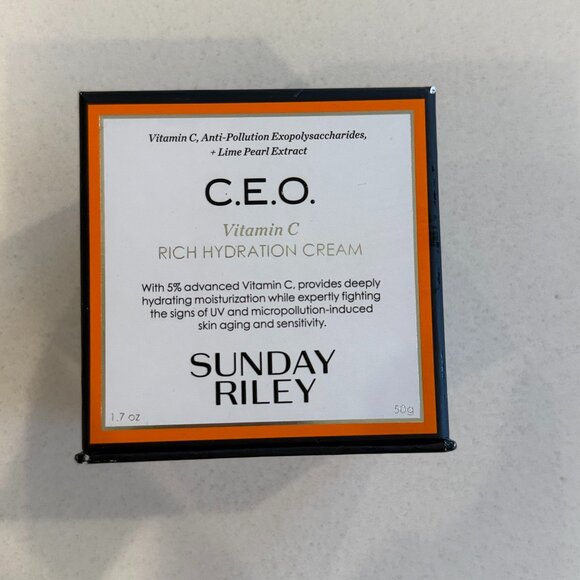 Vitamin C, Anti-Pollution Exopolysaccharides,
+ Lime Pearl Extract
C.E.O.
Vitamin C
RICH HYDRATION CREAM
With 5% advanced Vitamin C, provides deeply
hydrating moisturization while expertly fighting
the signs of UV and micropollution-induced
skin aging and sensitivity.
SUNDAY
RILEY
1.7 oz 50g